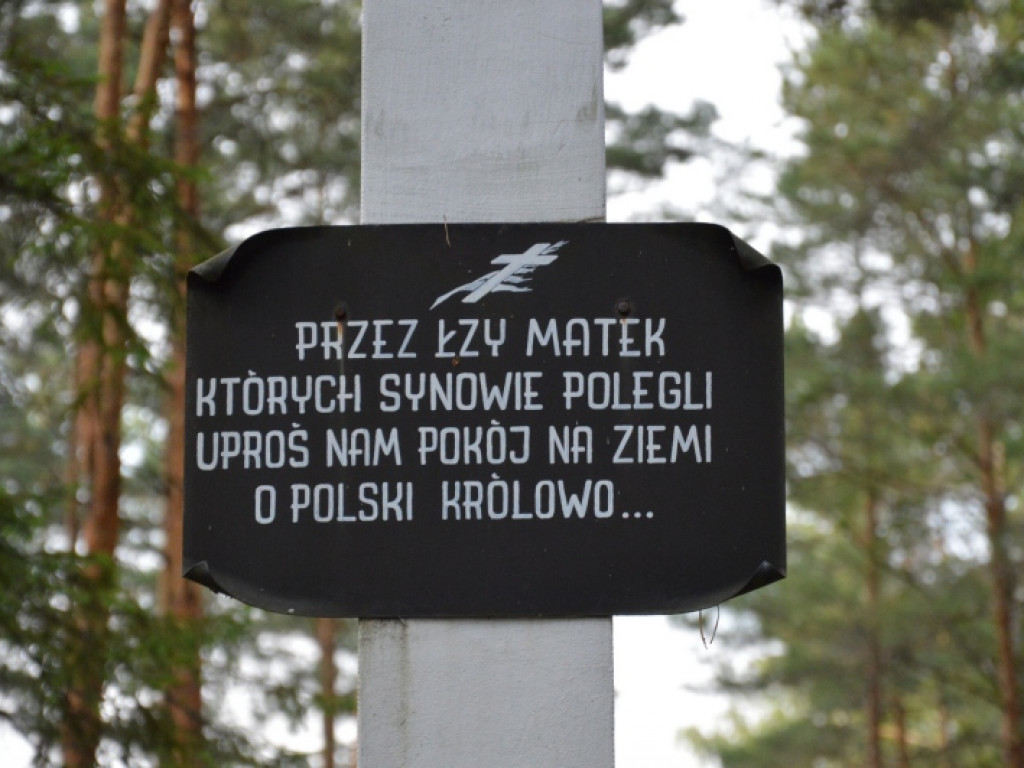 PRZEZ ŁZY MATEK
KTÒRYCH SYNOWIE POLEGLI
UPROŚ NAM POKÒJ NA ZIEMI
O POLSKI KRÒLOWO...